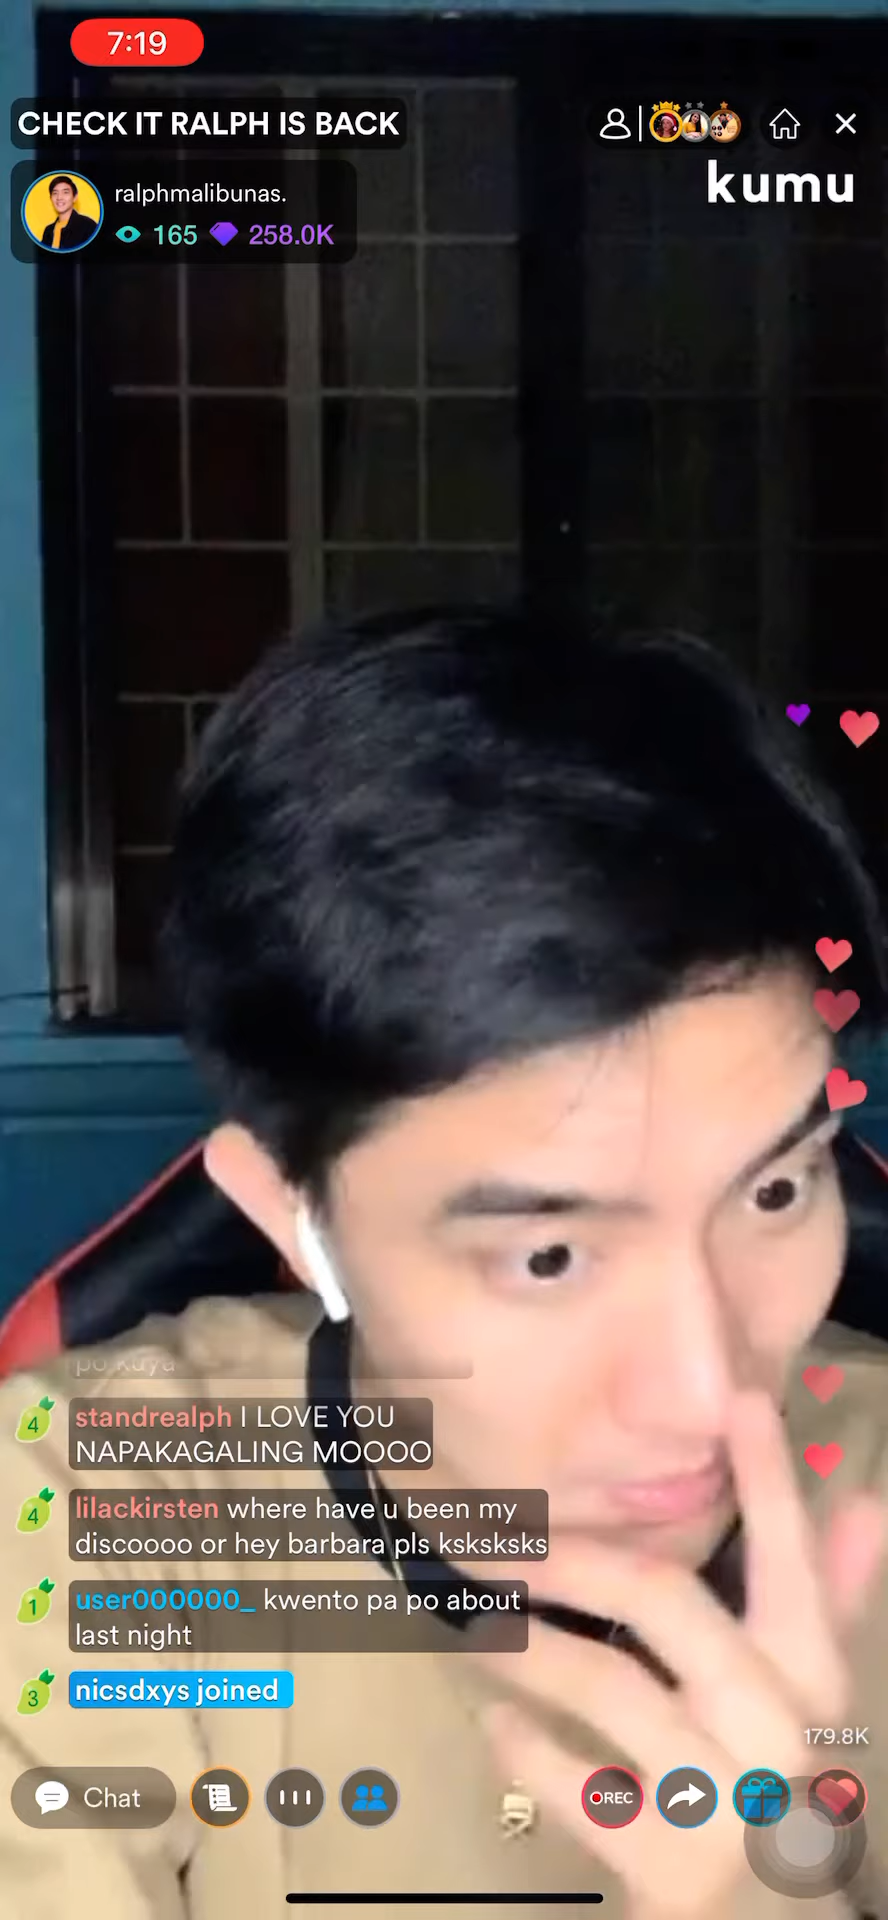 7:19
CHECK IT RALPH IS BACK
kumu
ralphmalibunas.
165 258.0K
po kuya
4 standrealph I LOVE YOU
NAPAKAGALING MOOOO
4 lilackirsten where have u been my
discoooo or hey barbara pls ksksksks
1 user000000_ kwento pa po about
last night
3 nicsdxys joined
179.8K
Chat
REC